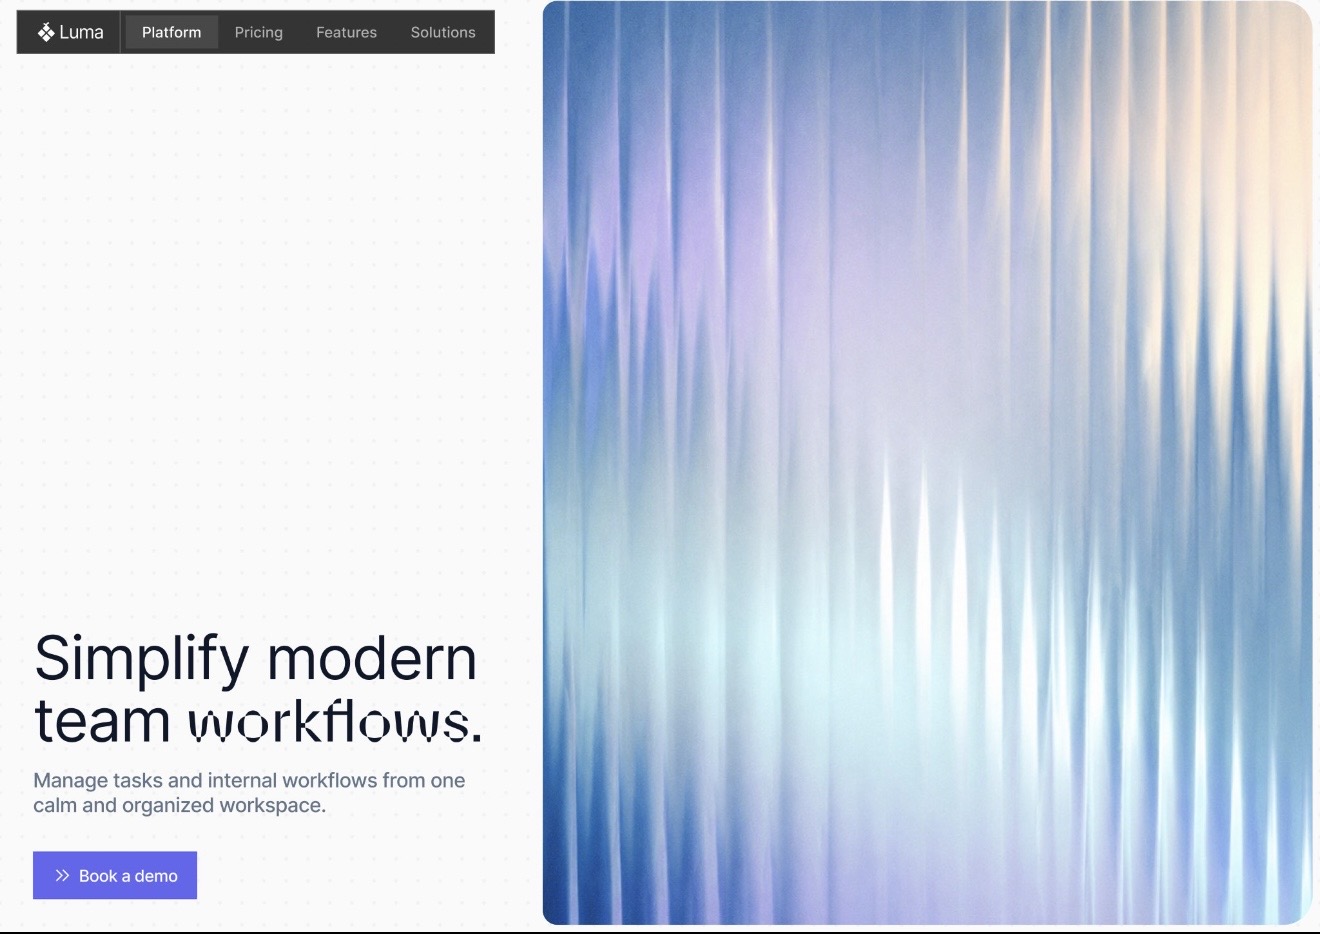 Luma
Platform
Pricing
Features
Solutions
Simplify modern
team workflows.
Manage tasks and internal workflows from one
calm and organized workspace.
Book a demo